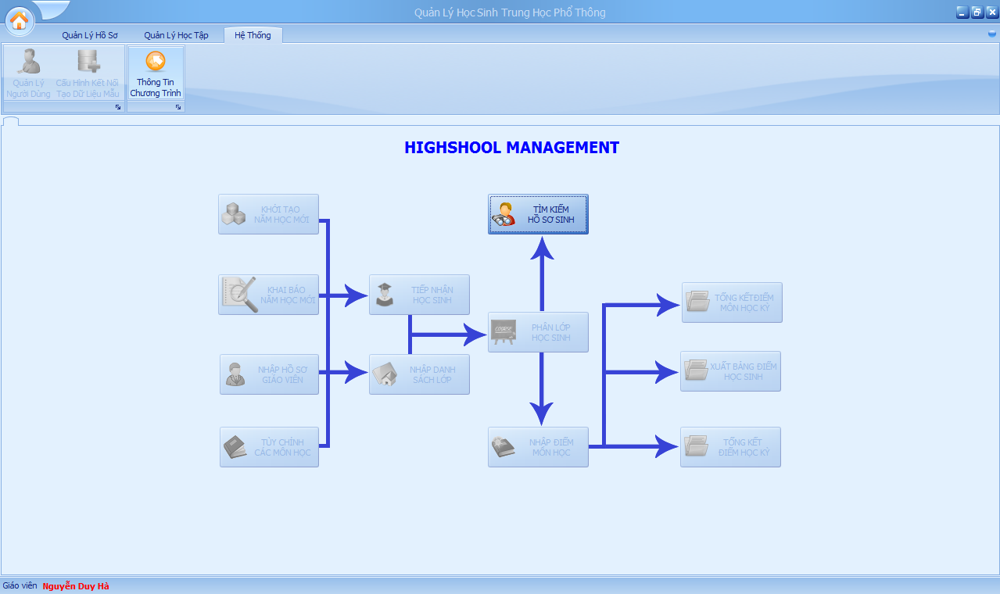 Quản Lý Học Sinh Trung Học Phổ Thông
Quản Lý Hồ Sơ
Quản Lý Học Tập
Hệ Thống
Quản Lý
Người Dùng
Cấu Hình Kết Nối
Tạo Dữ Liệu Mẫu
Thông Tin
Chương Trình
HIGHSHOOL MANAGEMENT
KHỞI TẠO
NĂM HỌC MỚI
TÌM KIẾM
HỒ SƠ SINH
KHAI BÁO
NĂM HỌC MỚI
TIẾP NHẬN
HỌC SINH
TỔNG KẾTĐIỂM
MÔN HỌC KỲ
COURSE
PHÂN LỚP
HỌC SINH
NHẬP HỒ SƠ
GIÁO VIÊN
NHẬP DANH
SÁCH LỚP
XUẤT BẢNG ĐIỂM
HỌC SINH
TÙY CHỈNH
CÁC MÔN HỌC
NHẬP ĐIỂM
MÔN HỌC
TỔNG KẾT
ĐIỂM HỌC KỲ
Giáo viên Nguyễn Duy Hà